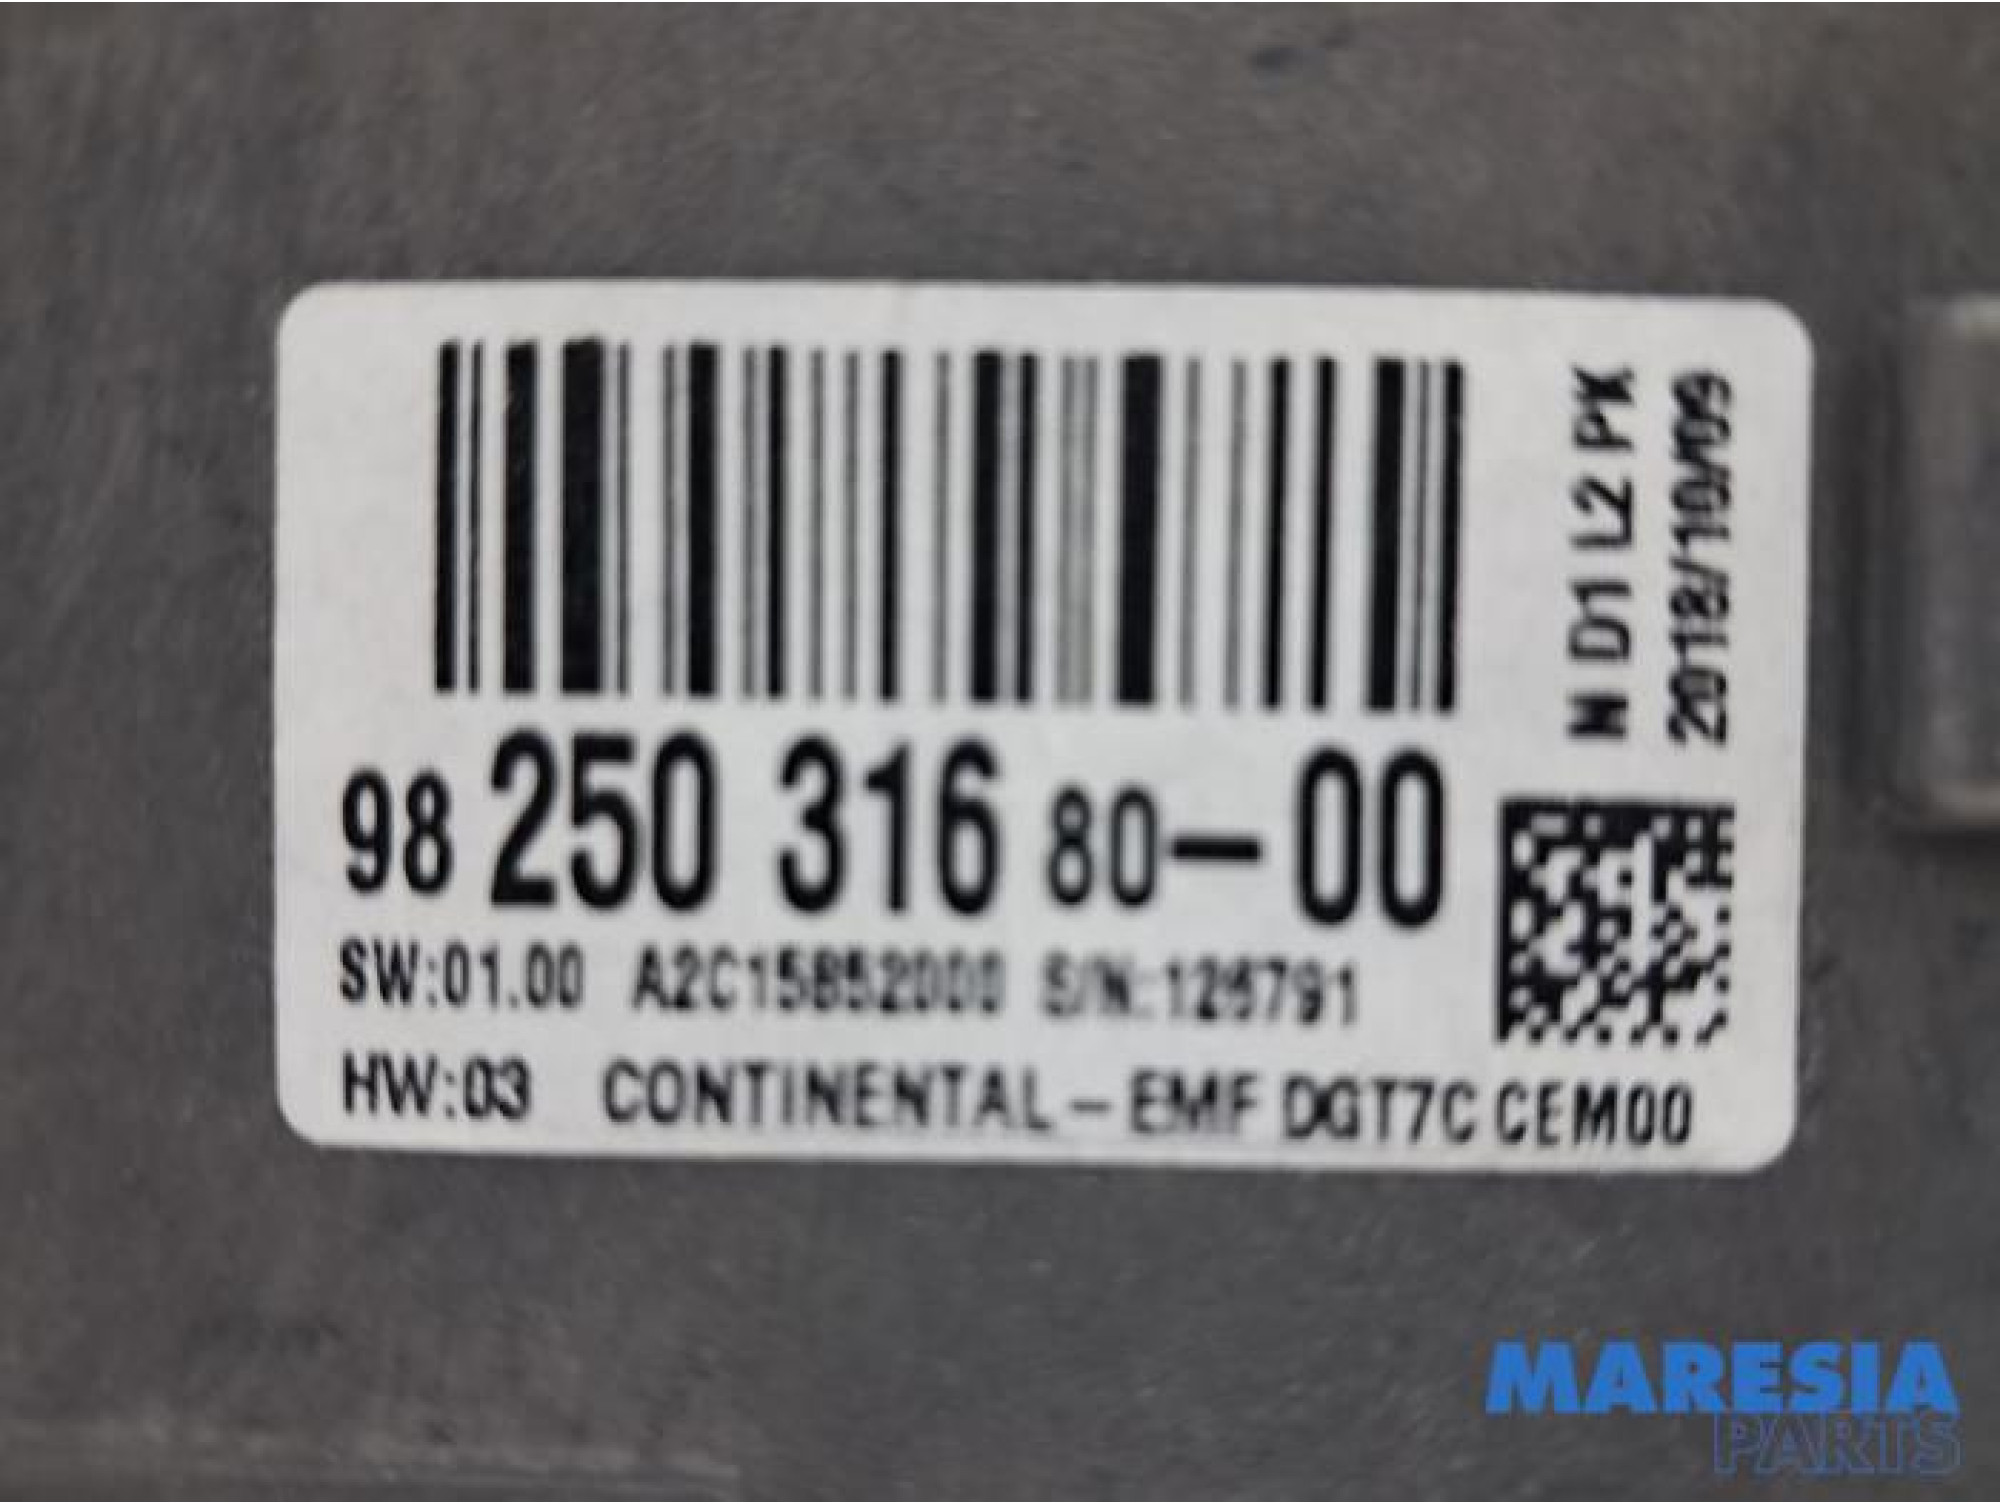 98 250 316 80-00
SW:01.00 A2C15852000 S/N:126791
HW:03 CONTINENTAL-EMF DGT7C CEM00
N D1 L2 PK
2018/10/09
MARESIA
PARTS